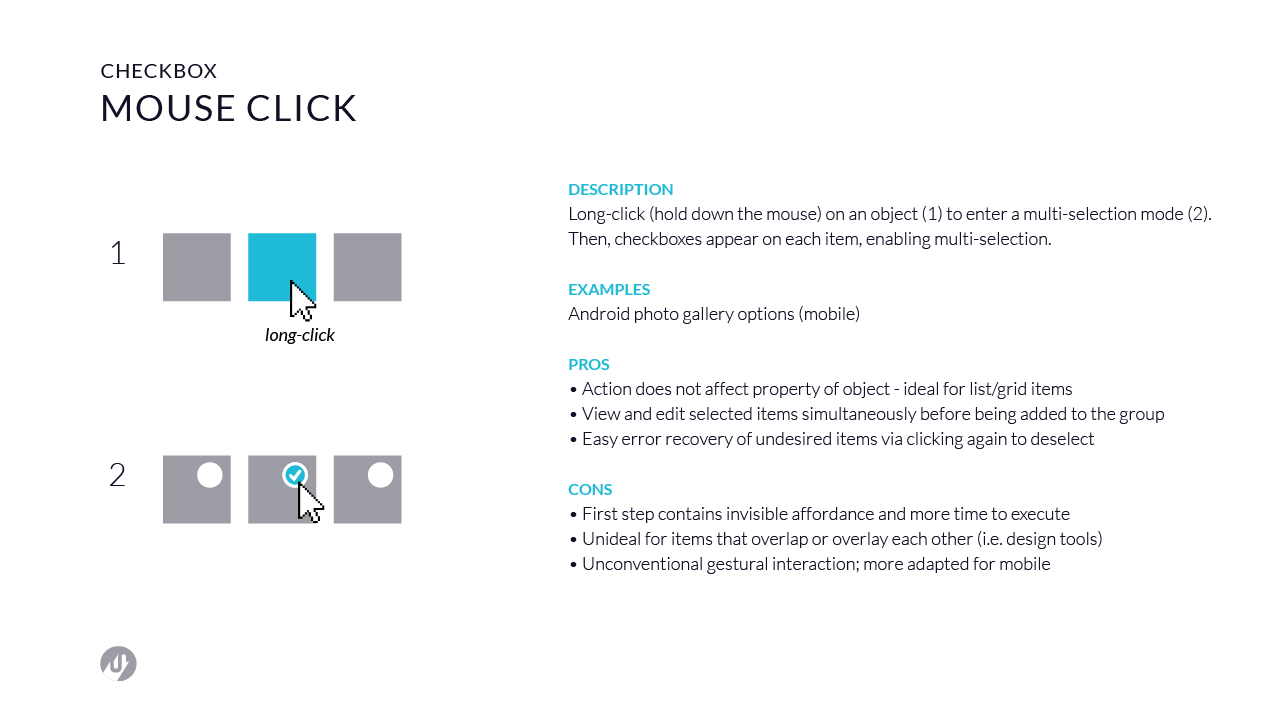 CHECKBOX
MOUSE CLICK
1
long-click
2
DESCRIPTION
Long-click (hold down the mouse) on an object (1) to enter a multi-selection mode (2).
Then, checkboxes appear on each item, enabling multi-selection.
EXAMPLES
Android photo gallery options (mobile)
PROS
• Action does not affect property of object - ideal for list/grid items
• View and edit selected items simultaneously before being added to the group
• Easy error recovery of undesired items via clicking again to deselect
CONS
• First step contains invisible affordance and more time to execute
• Unideal for items that overlap or overlay each other (i.e. design tools)
• Unconventional gestural interaction; more adapted for mobile